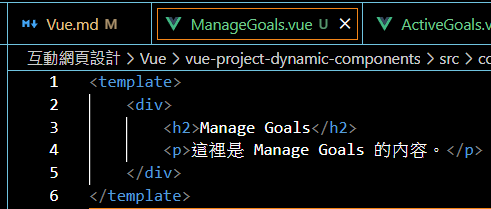 Vue.md U ManageGoals.vue U ActiveGoals.v
互動網頁設計 > Vue > vue-project-dynamic-components > src > co
1 <template>
2 <div>
3 <h2>Manage Goals</h2>
4 <p>這裡是 Manage Goals 的內容。</p>
5 </div>
6 </template>